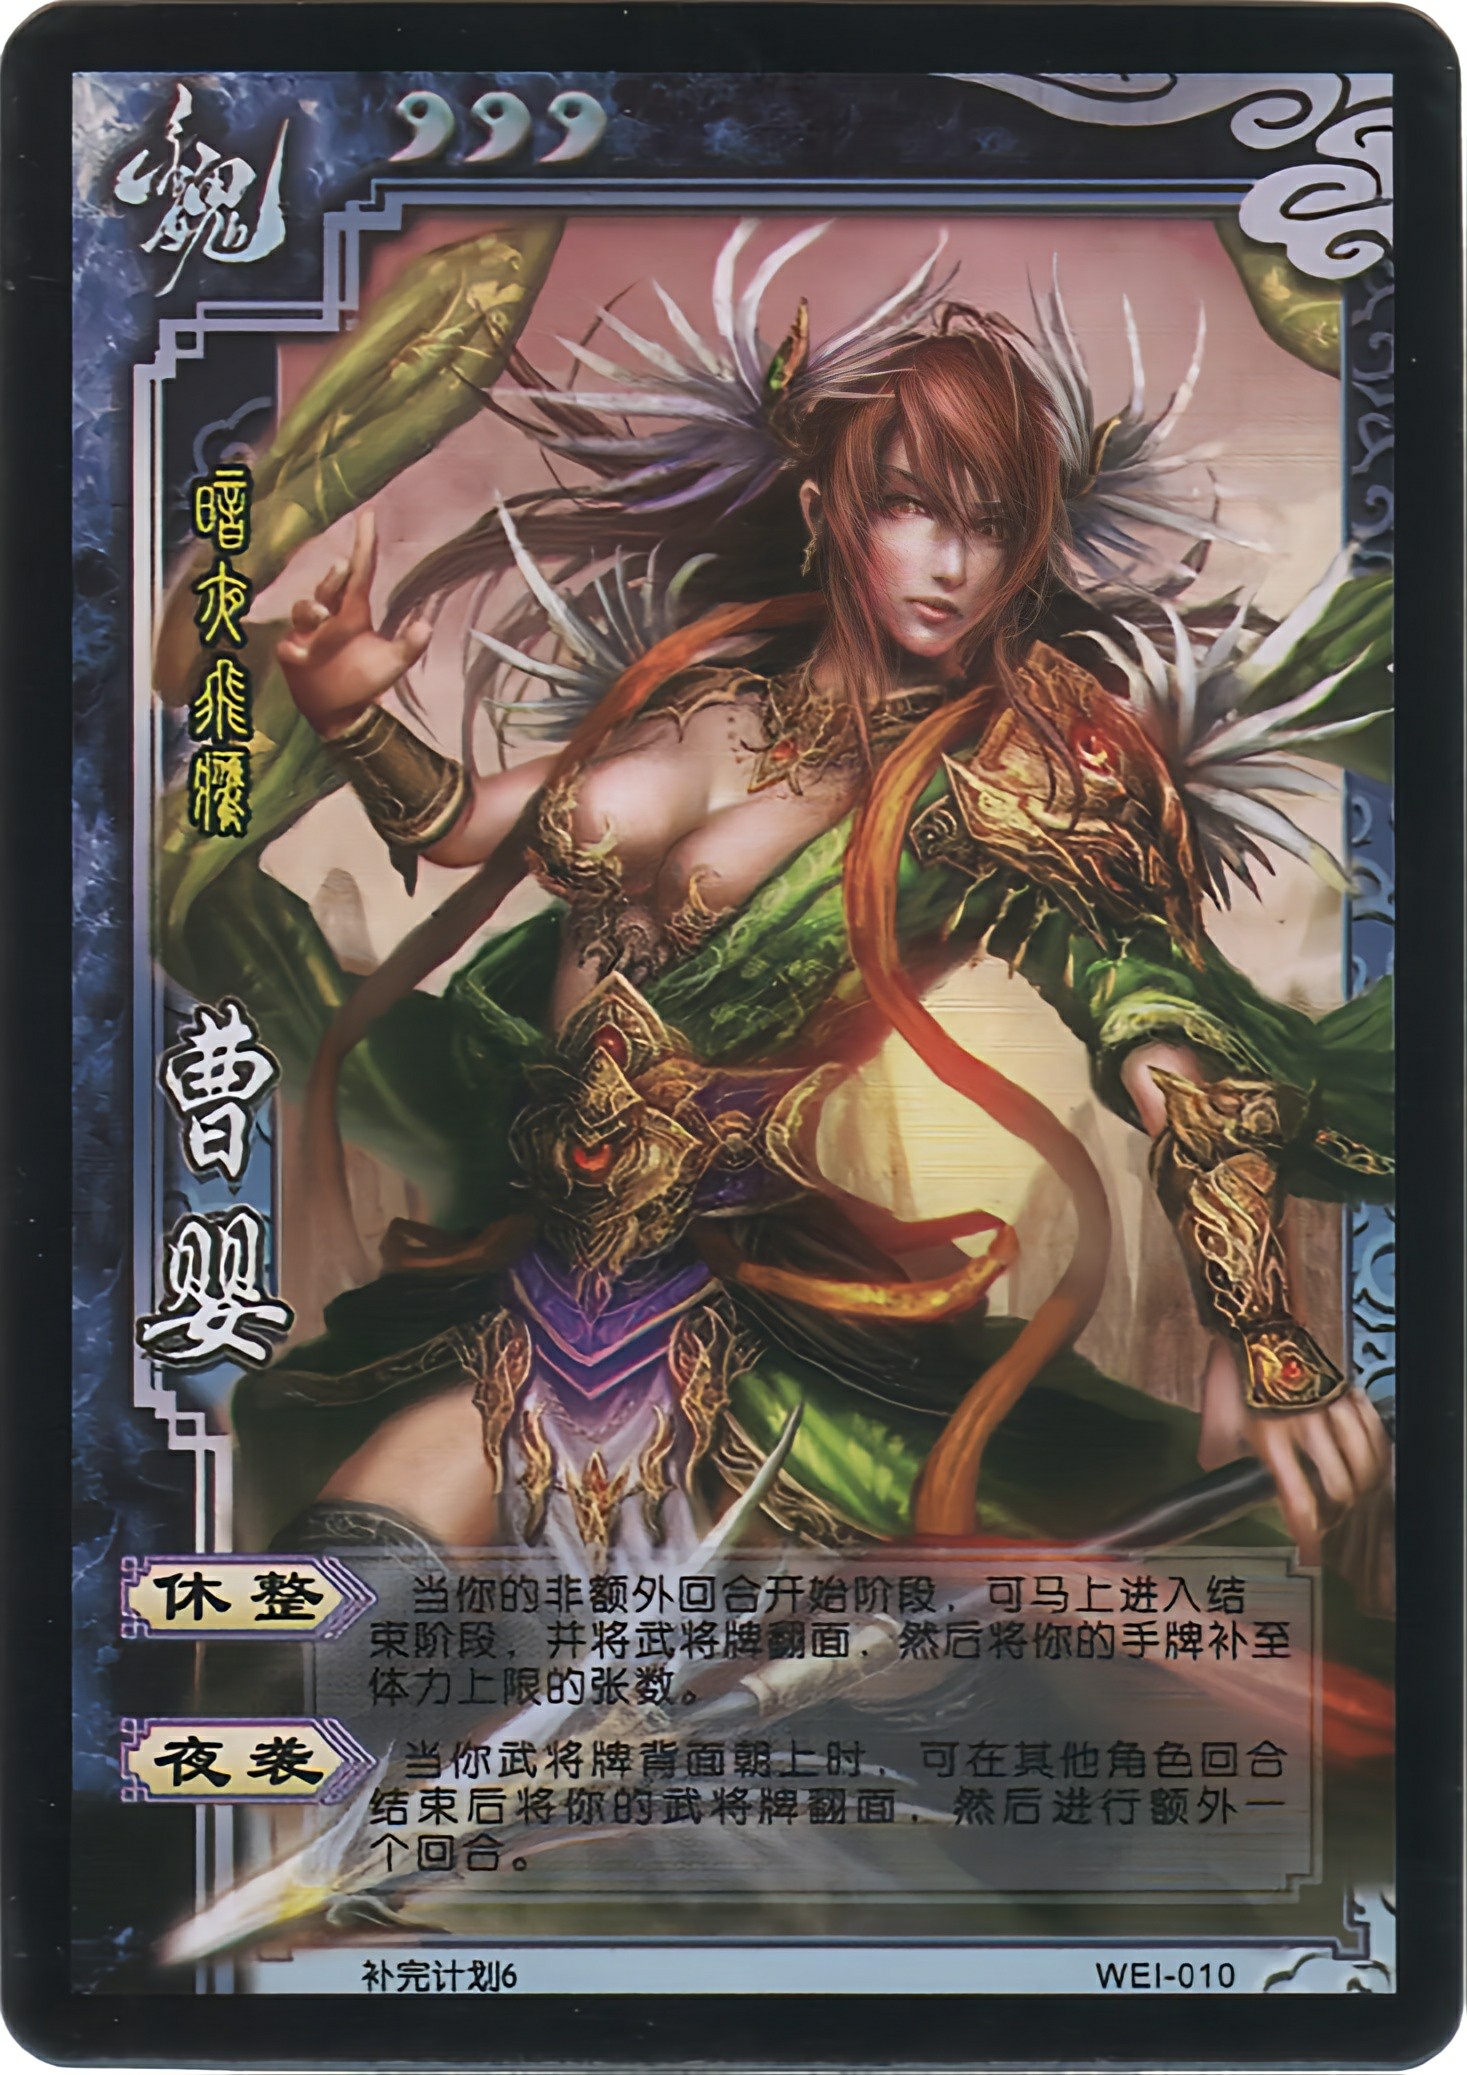 魏
暗夜飛鷹
曹婴
休整
当你的非额外回合开始阶段，可马上进入结
束阶段，并将武将牌翻面，然后将你的手牌补至
体力上限的张数。
夜袭
当你武将牌背面朝上时，可在其他角色回合
结束后将你的武将牌翻面，然后进行额外一
个回合。
补完计划6
WEI-010